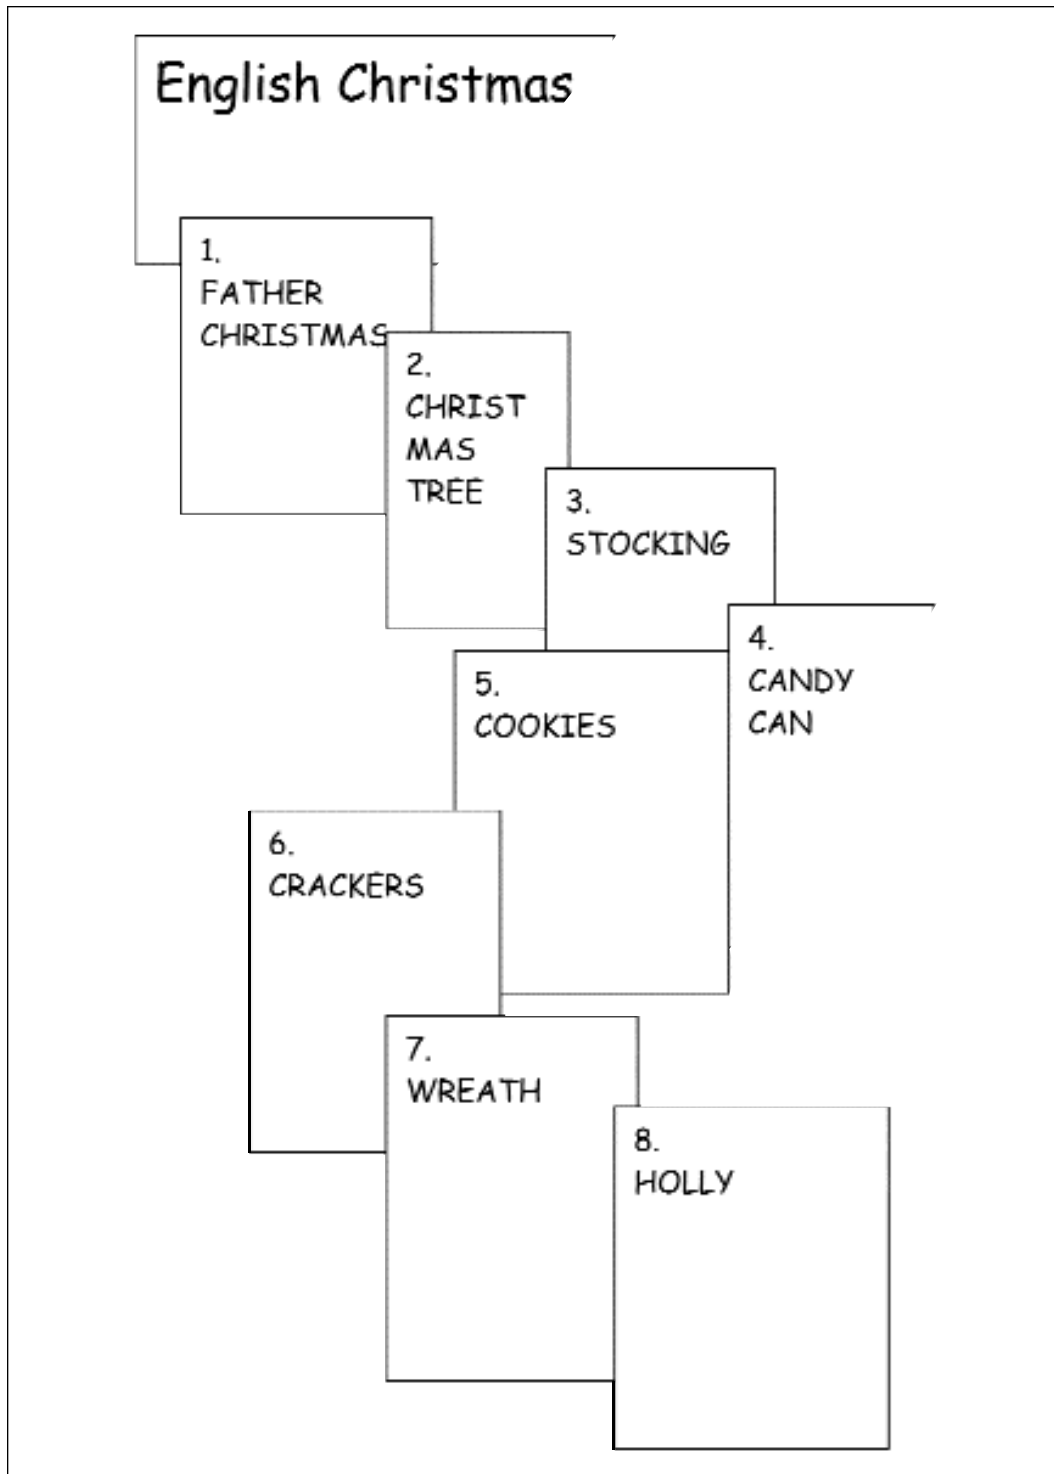 English Christmas
1.
FATHER
CHRISTMAS
2.
CHRIST
MAS
TREE
3.
STOCKING
4.
CANDY
CAN
5.
COOKIES
6.
CRACKERS
7.
WREATH
8.
HOLLY